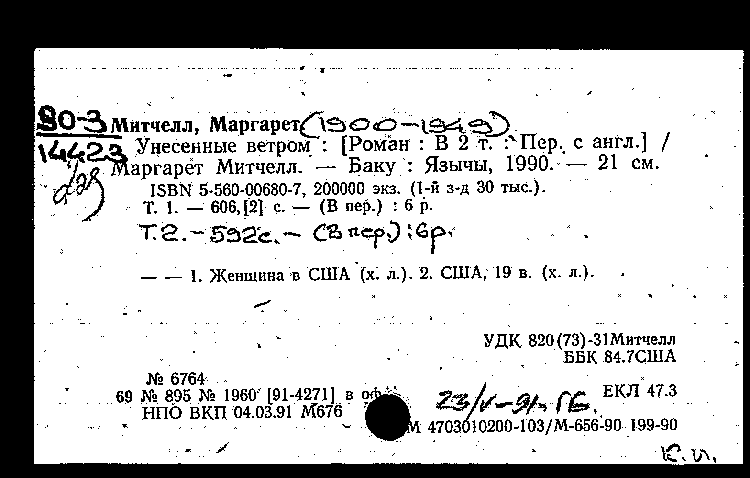 90-3 Митчелл, Маргарет (1900-1949)
14423 Унесенные ветром : [Роман : В 2 т. : Пер. с англ.] /
Маргарет Митчелл. — Баку : Язычы, 1990. — 21 см.
ISBN 5-560-00680-7, 200000 экз. (1-й з-д 30 тыс.).
Т. 1. — 606,[2] с. — (В пер.) : 6 р.
Т.2.-592с.- (В пер.):6р.
— — 1. Женщина в США (х. л.). 2. США, 19 в. (х. л.).
УДК 820(73)-31Митчелл
ББК 84.7США
№ 6764
69 № 895 № 1960 [91-4271] в оф
ЕКЛ 47.3
НПО ВКП 04.03.91 М676
23/V-91.
М 4703010200-103/М-656-90 199-90